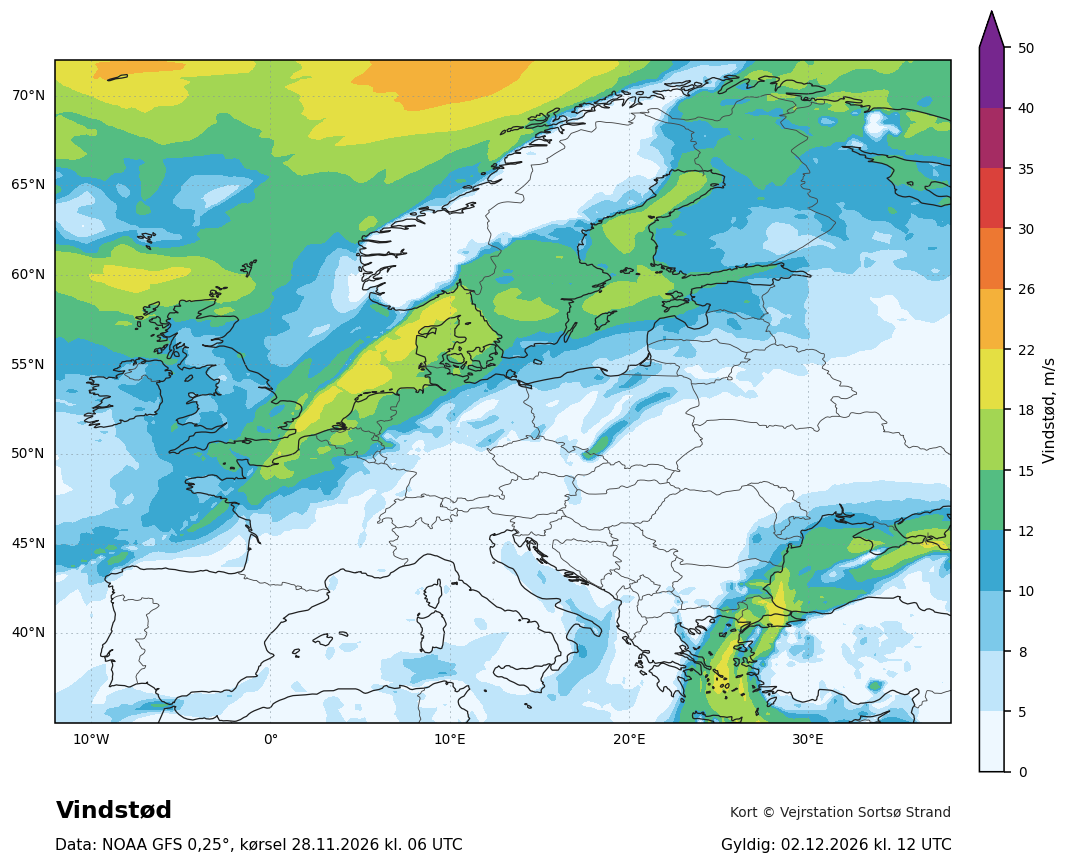 50
40
35
30
26
22
18
15
12
10
8
5
0
Vindstød, m/s
70°N
65°N
60°N
55°N
50°N
45°N
40°N
10°W
0°
10°E
20°E
30°E
Vindstød
Kort © Vejrstation Sortsø Strand
Data: NOAA GFS 0,25°, kørsel 28.11.2026 kl. 06 UTC
Gyldig: 02.12.2026 kl. 12 UTC